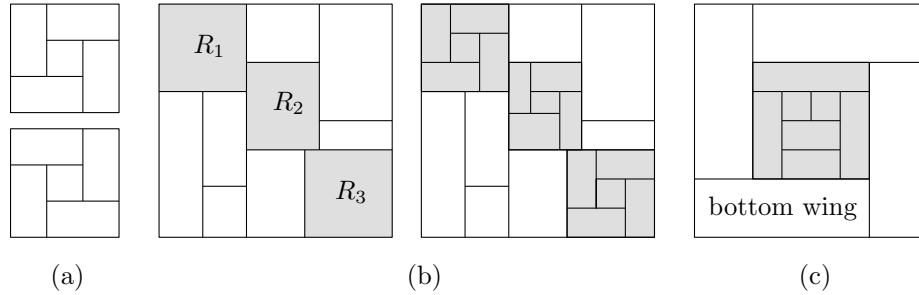 R₁
R₂
R₃
bottom wing
(a)
(b)
(c)